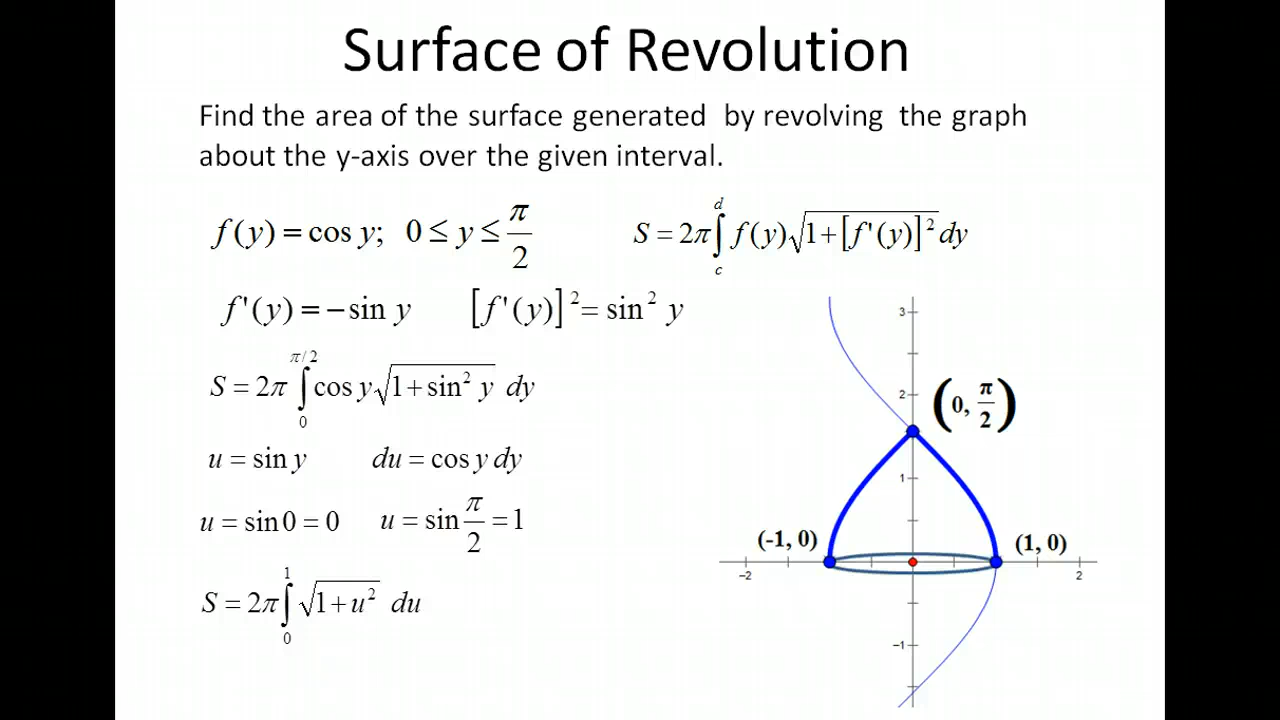 Surface of Revolution
Find the area of the surface generated by revolving the graph
about the y-axis over the given interval.
f(y) = cos y; 0 ≤ y ≤ π/2
S = 2π ∫_c^d f(y)√(1+[f'(y)]²) dy
f'(y) = −sin y [f'(y)]² = sin² y
S = 2π ∫_0^{π/2} cos y√(1+sin² y) dy
u = sin y du = cos y dy
u = sin 0 = 0 u = sin π/2 = 1
S = 2π ∫_0^1 √(1+u²) du
3
2
(0, π/2)
1
(-1, 0)
(1, 0)
−2
2
−1